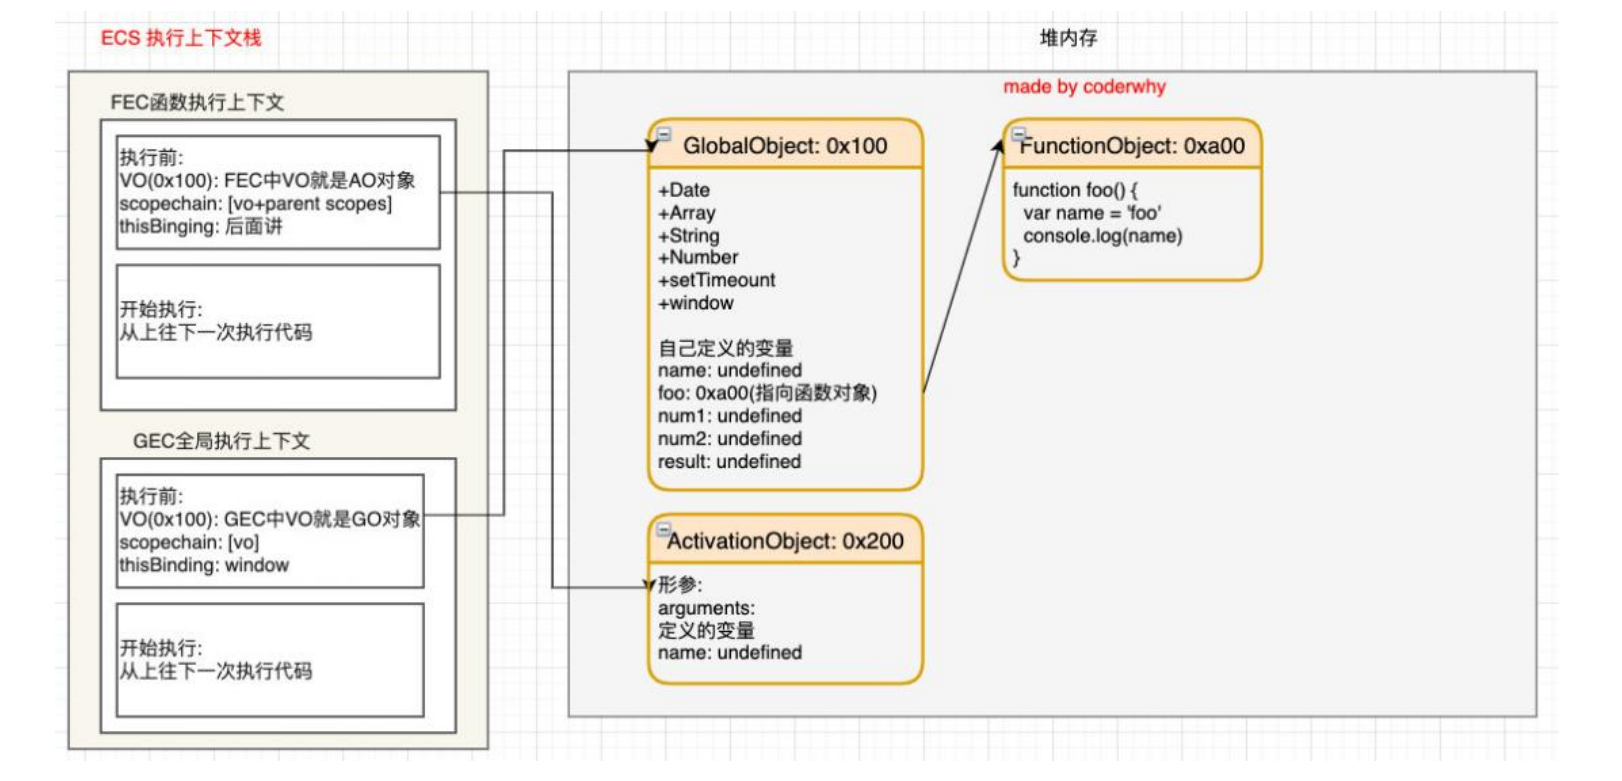 ECS 执行上下文栈
FEC函数执行上下文
执行前:
VO(0x100): FEC中VO就是AO对象
scopechain: [vo+parent scopes]
thisBinging: 后面讲
开始执行:
从上往下一次执行代码
GEC全局执行上下文
执行前:
VO(0x100): GEC中VO就是GO对象
scopechain: [vo]
thisBinding: window
开始执行:
从上往下一次执行代码
堆内存
made by coderwhy
GlobalObject: 0x100
+Date
+Array
+String
+Number
+setTimeount
+window
自己定义的变量
name: undefined
foo: 0xa00(指向函数对象)
num1: undefined
num2: undefined
result: undefined
FunctionObject: 0xa00
function foo() {
var name = 'foo'
console.log(name)
}
ActivationObject: 0x200
形参:
arguments:
定义的变量
name: undefined